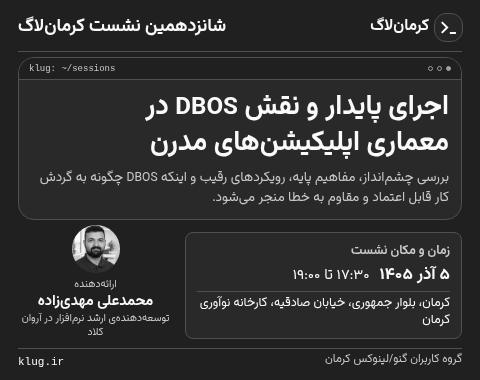 کرمان‌لاگ
شانزدهمین نشست کرمان‌لاگ
klug: ~/sessions
اجرای پایدار و نقش DBOS در
معماری اپلیکیشن‌های مدرن
بررسی چشم‌انداز، مفاهیم پایه، رویکردهای رقیب و اینکه DBOS چگونه به گردش
کار قابل اعتماد و مقاوم به خطا منجر می‌شود.
زمان و مکان نشست
۵ آذر ۱۴۰۵ ۱۷:۳۰ تا ۱۹:۰۰
کرمان، بلوار جمهوری، خیابان صادقیه، کارخانه نوآوری
کرمان
ارائه‌دهنده
محمدعلی مهدی‌زاده
توسعه‌دهنده‌ی ارشد نرم‌افزار در آروان
کلاد
گروه کاربران گنو/لینوکس کرمان
klug.ir